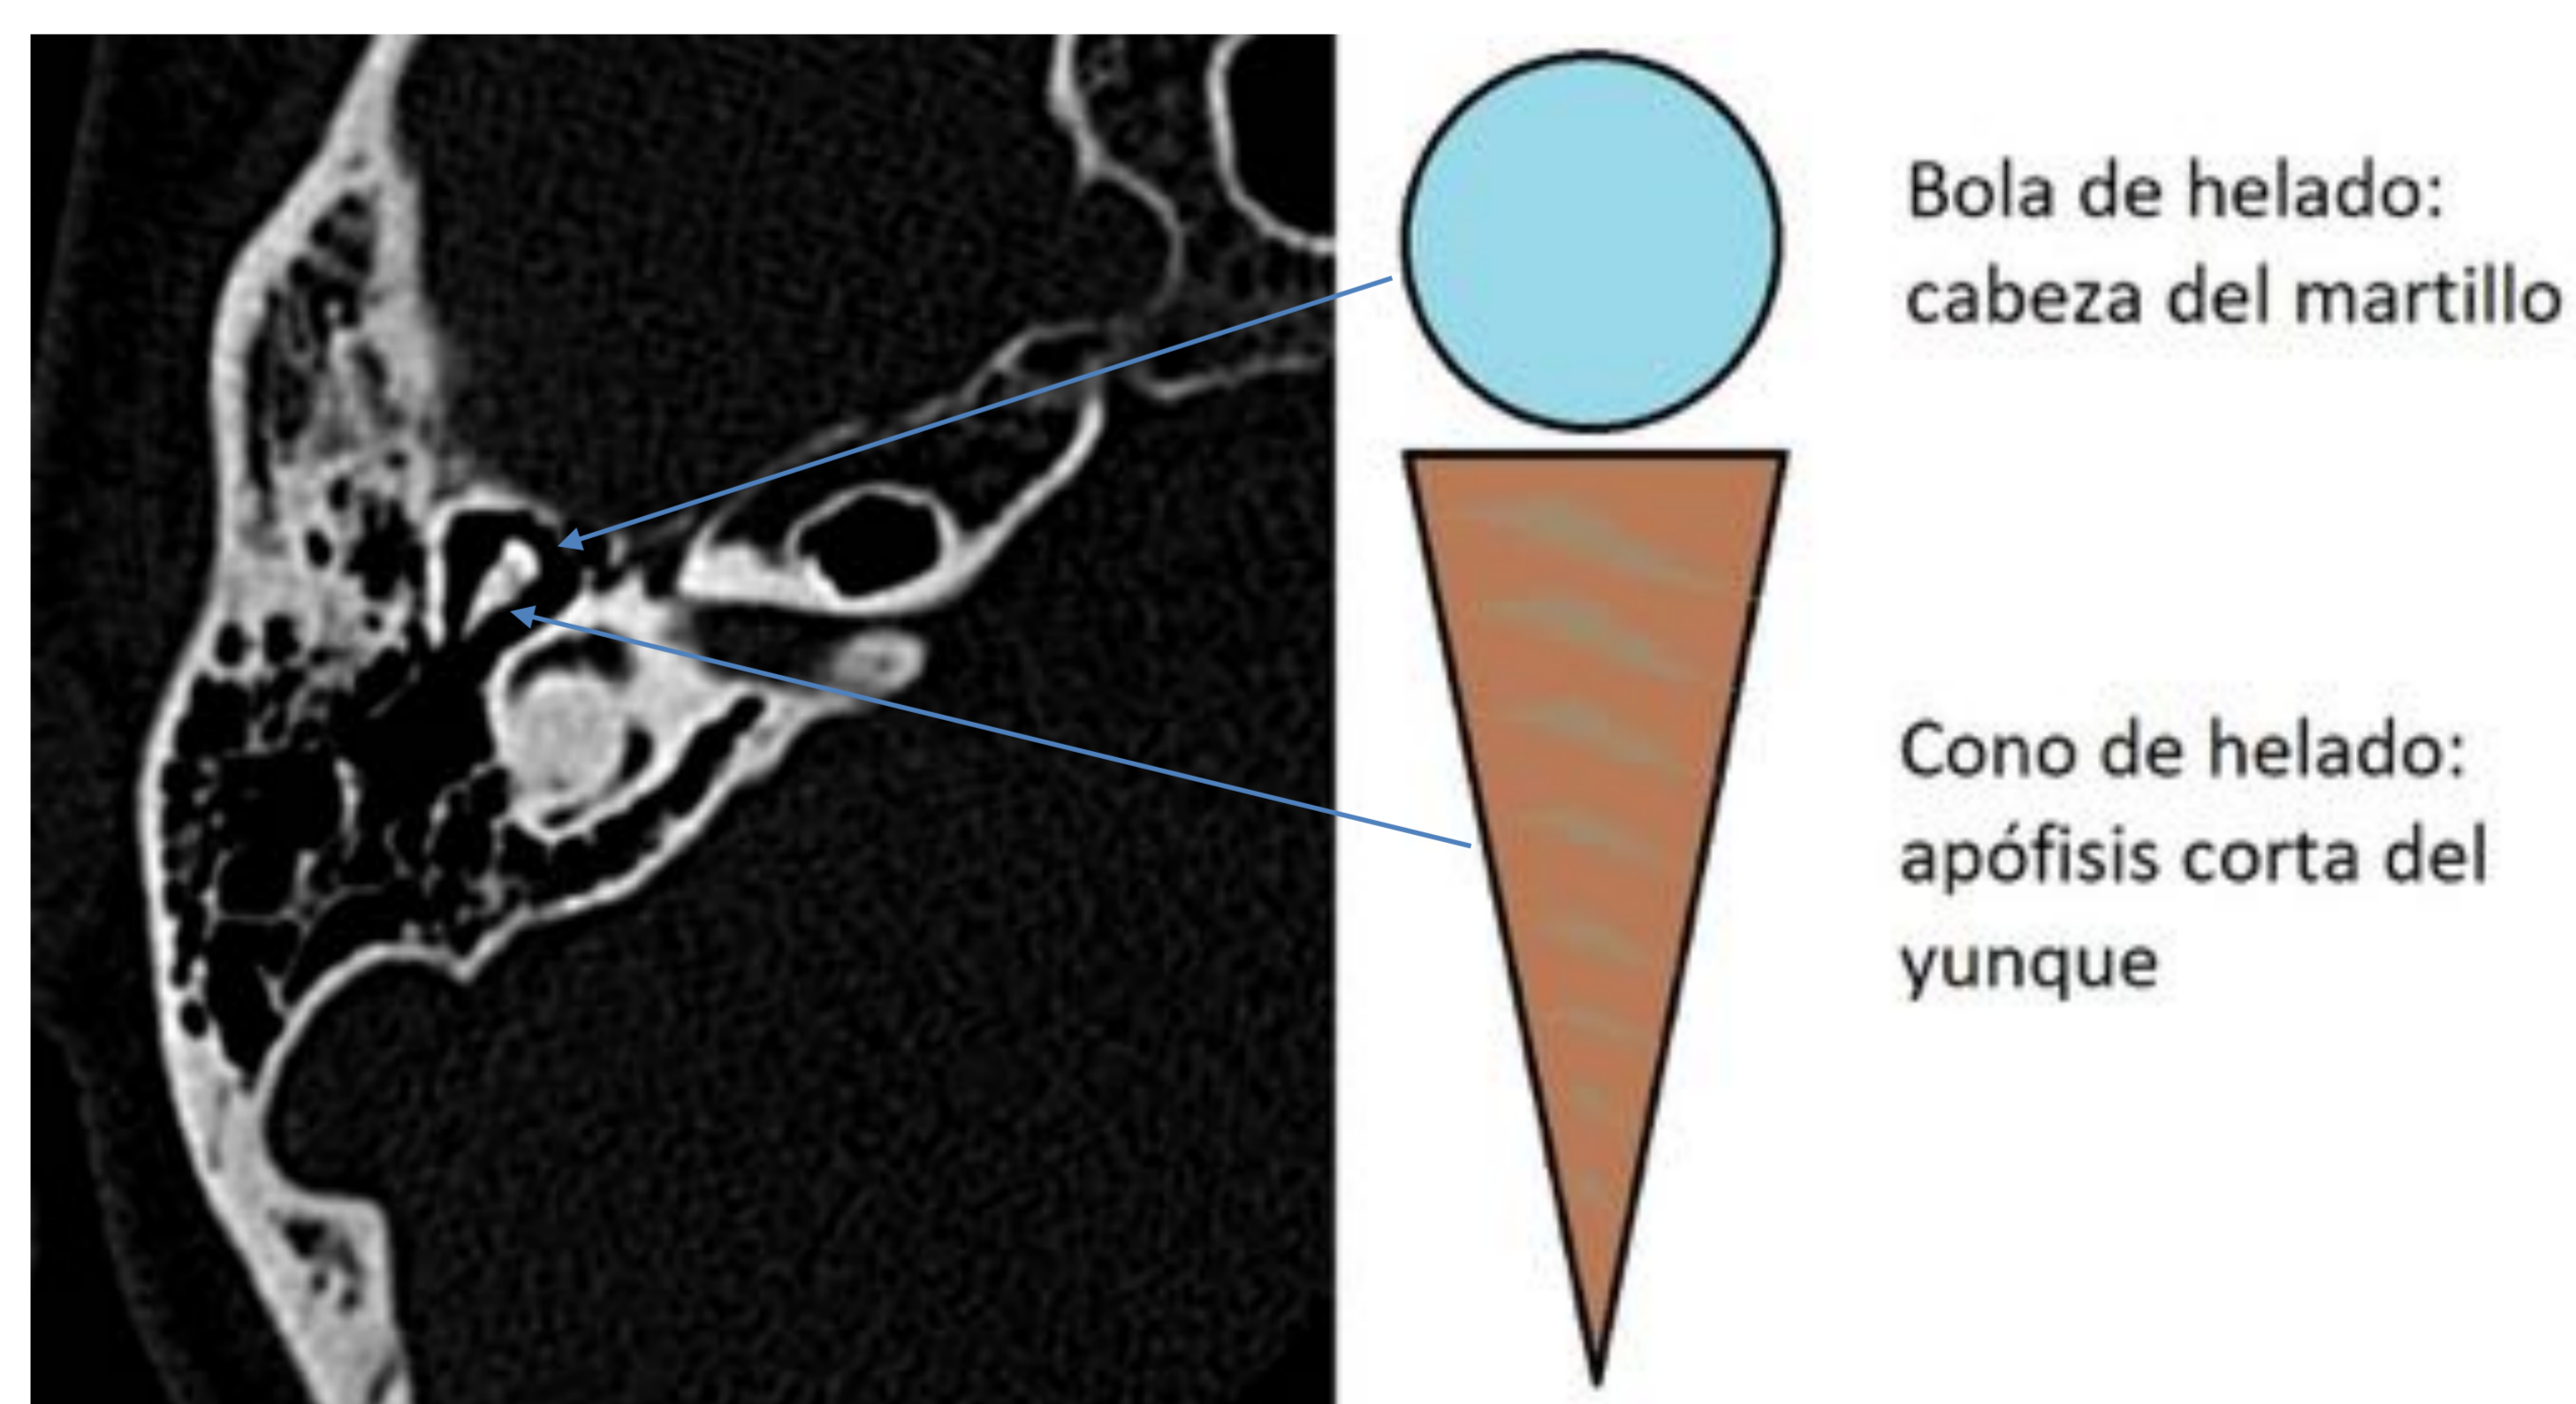 Bola de helado:
cabeza del martillo
Cono de helado:
apófisis corta del
yunque